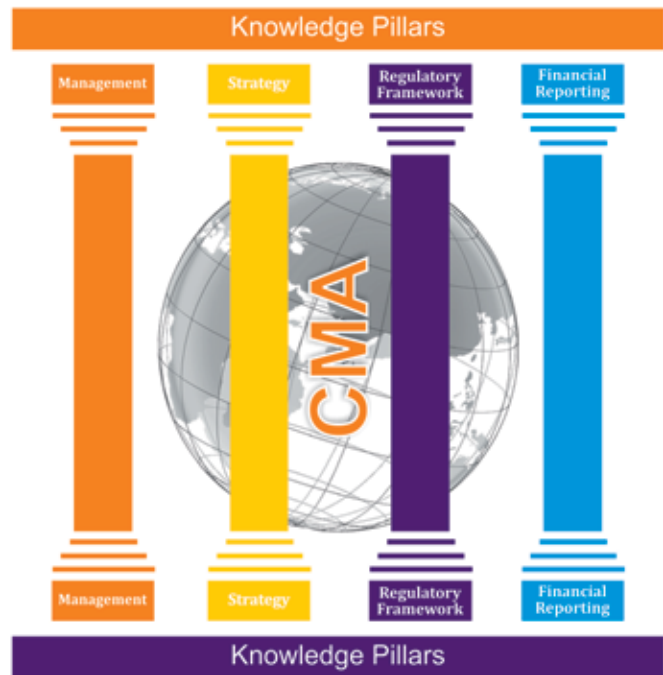 Knowledge Pillars
Management
Strategy
Regulatory
Framework
Financial
Reporting
CMA
Management
Strategy
Regulatory
Framework
Financial
Reporting
Knowledge Pillars